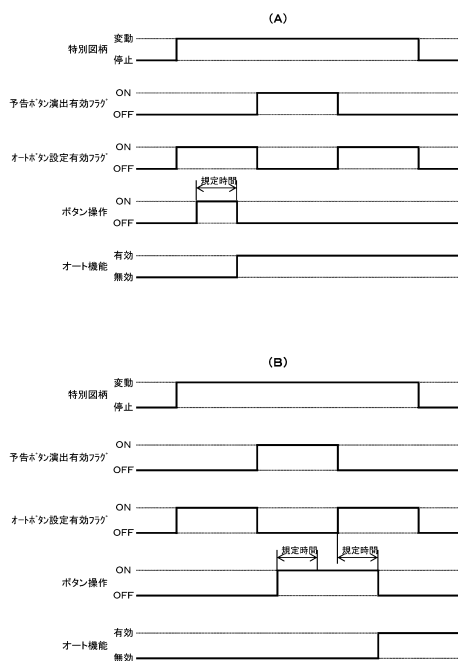 (A)
特別図柄
変動
停止
予告ボタン演出有効フラグ
ON
OFF
オートボタン設定有効フラグ
ON
OFF
規定時間
ボタン操作
ON
OFF
オート機能
有効
無効
(B)
特別図柄
変動
停止
予告ボタン演出有効フラグ
ON
OFF
オートボタン設定有効フラグ
ON
OFF
規定時間
規定時間
ボタン操作
ON
OFF
オート機能
有効
無効